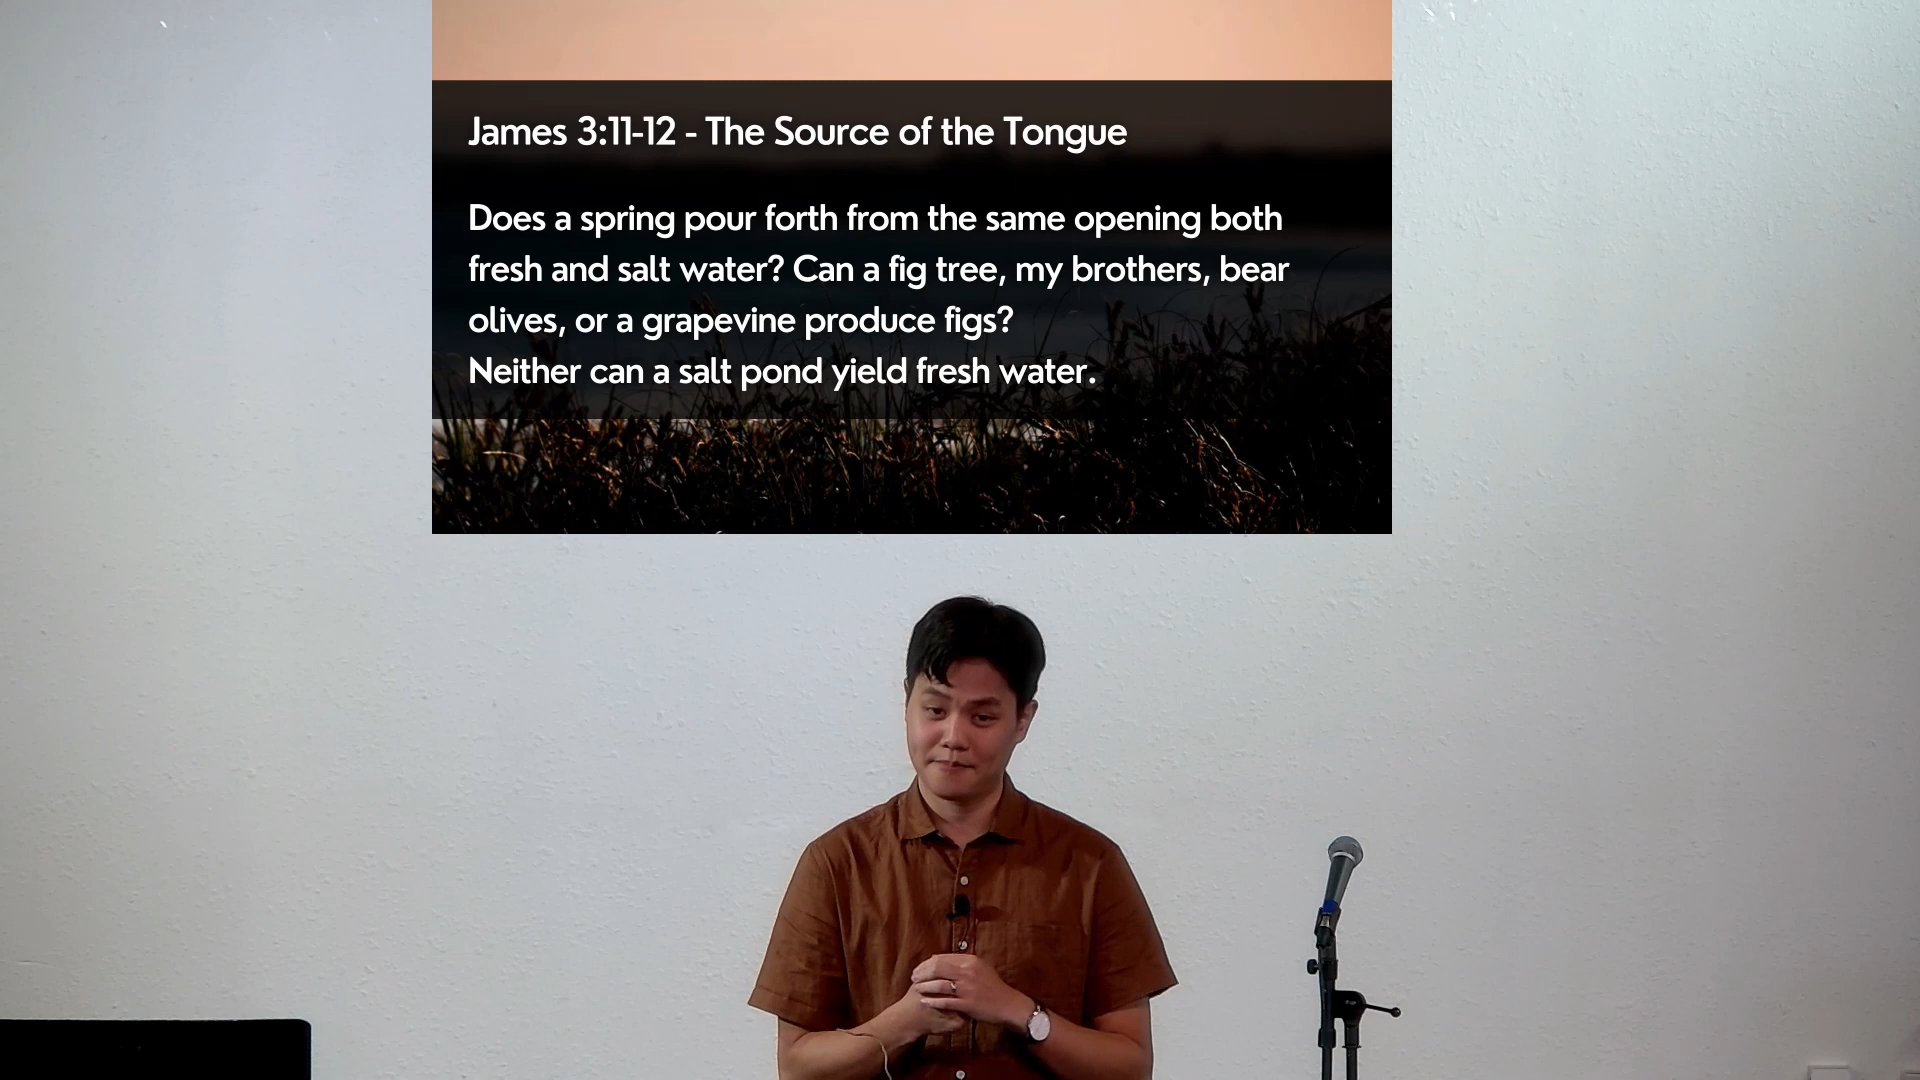 James 3:11-12 - The Source of the Tongue
Does a spring pour forth from the same opening both
fresh and salt water? Can a fig tree, my brothers, bear
olives, or a grapevine produce figs?
Neither can a salt pond yield fresh water.